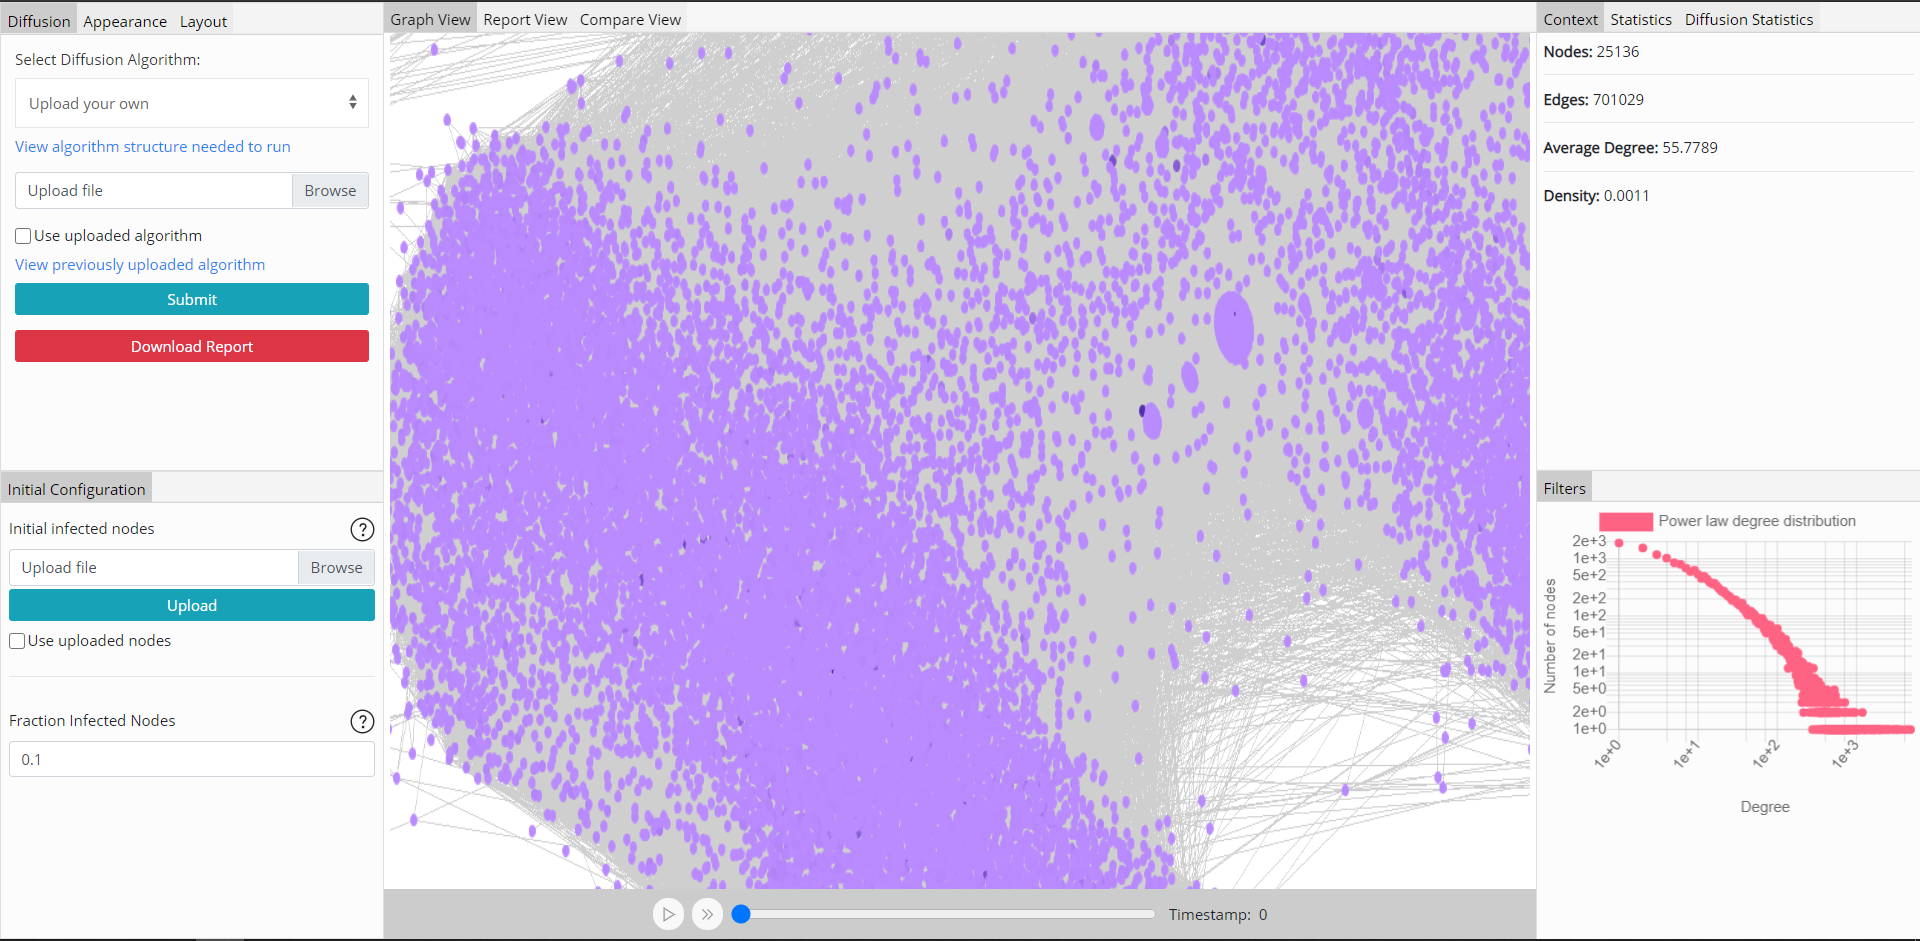 Diffusion Appearance Layout
Select Diffusion Algorithm:
Upload your own
View algorithm structure needed to run
Upload file Browse
Use uploaded algorithm
View previously uploaded algorithm
Submit
Download Report
Initial Configuration
Initial infected nodes ?
Upload file Browse
Upload
Use uploaded nodes
Fraction Infected Nodes ?
0.1
Graph View Report View Compare View
Timestamp: 0
Context Statistics Diffusion Statistics
Nodes: 25136
Edges: 701029
Average Degree: 55.7789
Density: 0.0011
Filters
Power law degree distribution
Number of nodes
2e+3
1e+3
5e+2
2e+2
1e+2
5e+1
2e+1
1e+1
5e+0
2e+0
1e+0
1e+0 1e+1 1e+2 1e+3
Degree